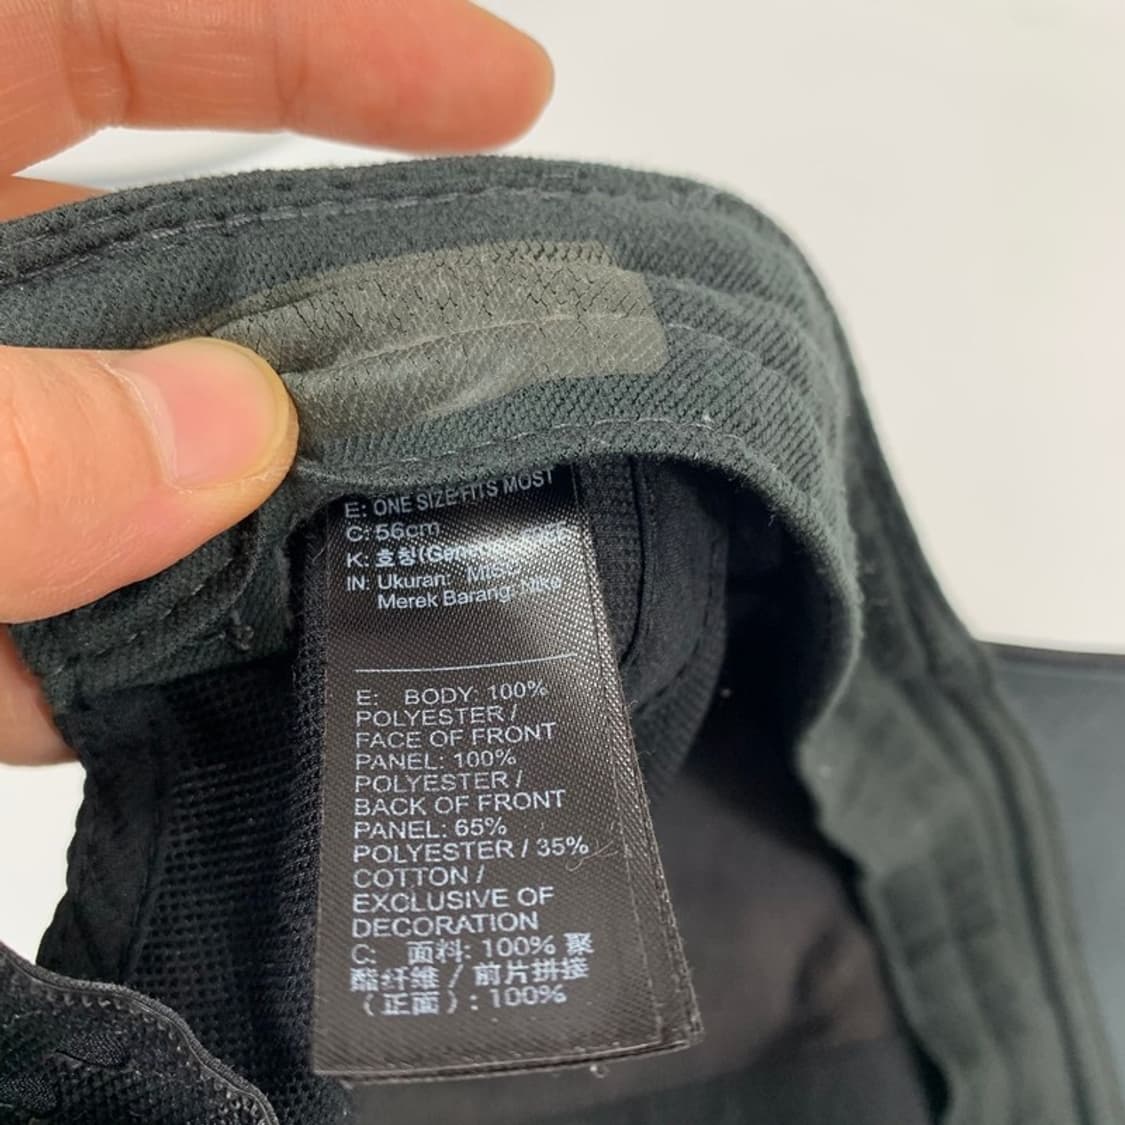 E: ONE SIZE FITS MOST
C: 56cm
K: 호칭
IN: Ukuran: MISC
Merek Barang: Nike
E: BODY: 100%
POLYESTER /
FACE OF FRONT
PANEL: 100%
POLYESTER /
BACK OF FRONT
PANEL: 65%
POLYESTER / 35%
COTTON /
EXCLUSIVE OF
DECORATION
C: 面料: 100% 聚
酯纤维 / 前片拼接
(正面): 100%